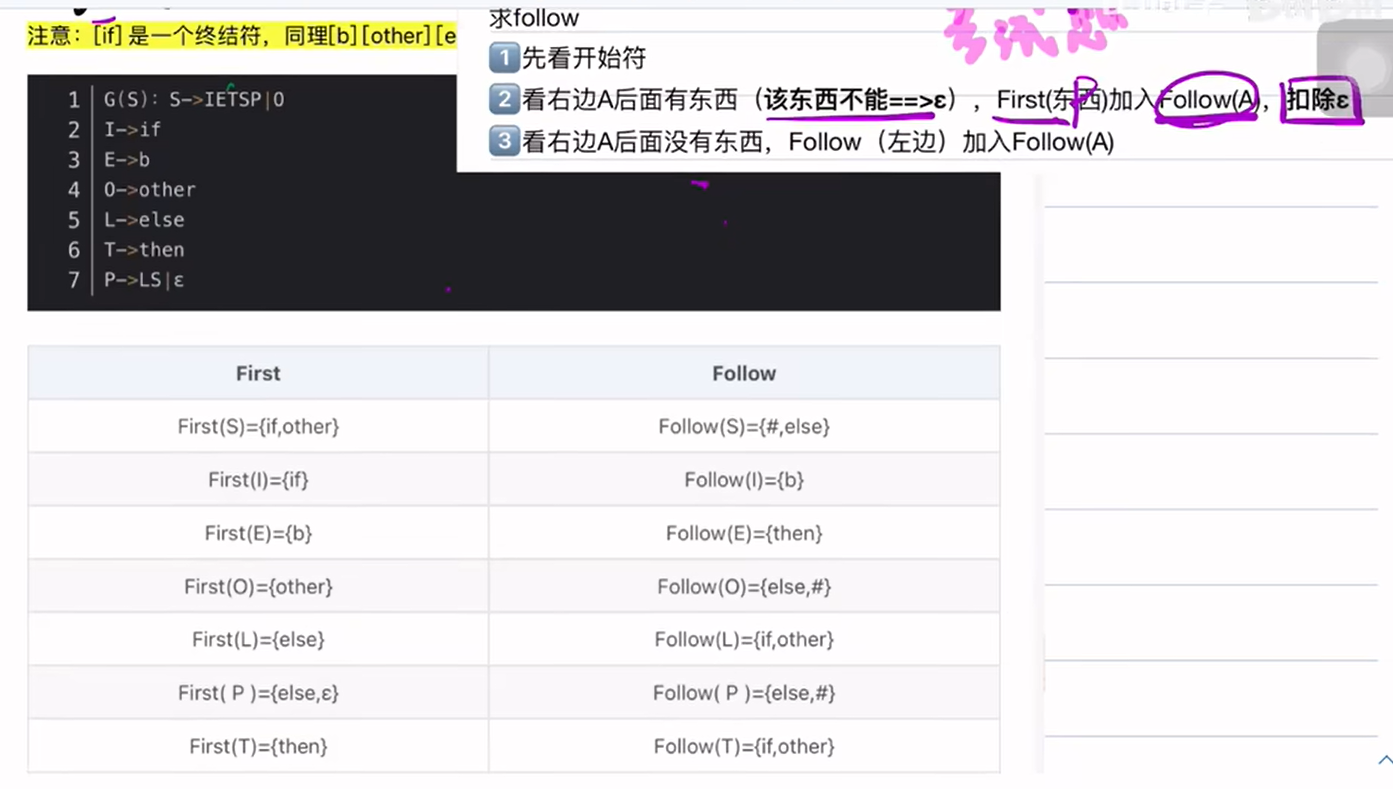 求follow
注意：[if] 是一个终结符，同理[b][other][e
1 先看开始符
2 看右边A后面有东西（该东西不能==>ε），First(东西)加入Follow(A)，扣除ε
3 看右边A后面没有东西，Follow（左边）加入Follow(A)
P
1 G(S)：S->IETSP|O
2 I->if
3 E->b
4 O->other
5 L->else
6 T->then
7 P->LS|ε
First Follow
First(S)={if,other} Follow(S)={#,else}
First(I)={if} Follow(I)={b}
First(E)={b} Follow(E)={then}
First(O)={other} Follow(O)={else,#}
First(L)={else} Follow(L)={if,other}
First( P )={else,ε} Follow( P )={else,#}
First(T)={then} Follow(T)={if,other}